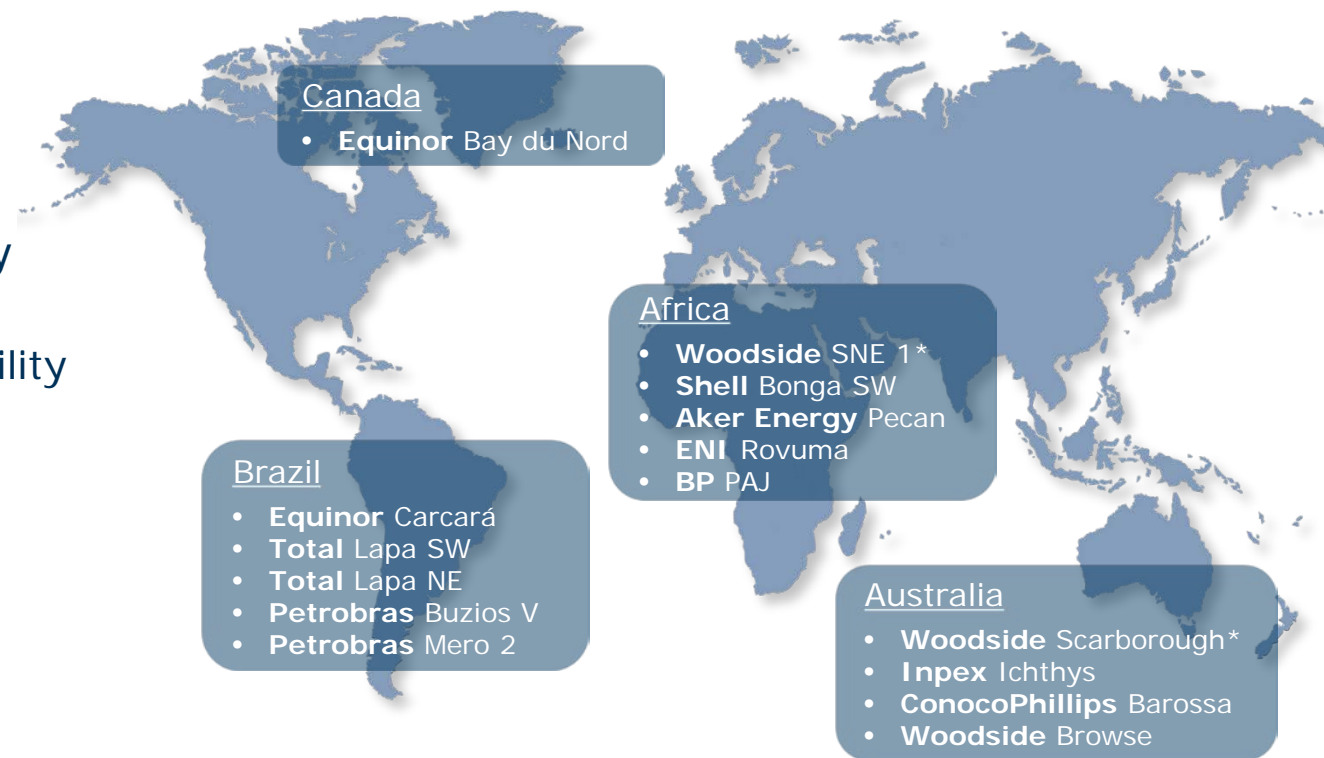 Canada
• Equinor Bay du Nord
y
ility
Africa
• Woodside SNE 1*
• Shell Bonga SW
• Aker Energy Pecan
• ENI Rovuma
• BP PAJ
Brazil
• Equinor Carcará
• Total Lapa SW
• Total Lapa NE
• Petrobras Buzios V
• Petrobras Mero 2
Australia
• Woodside Scarborough*
• Inpex Ichthys
• ConocoPhillips Barossa
• Woodside Browse